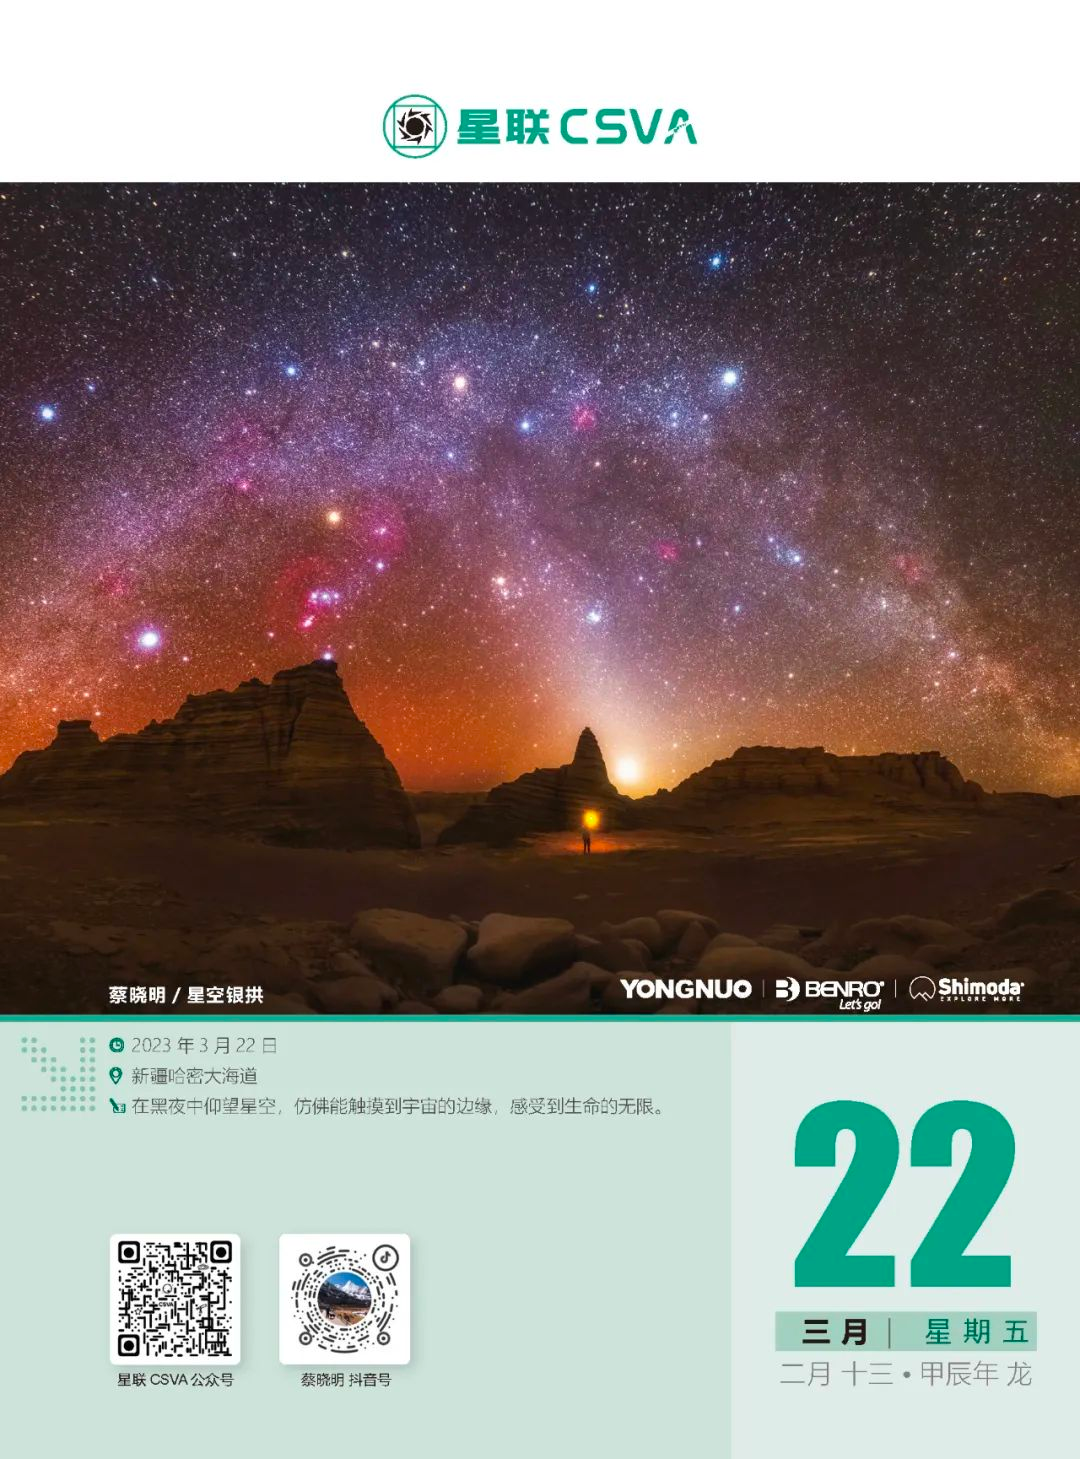 星联CSVA
蔡晓明 / 星空银拱
YONGNUO | BENRO Let's go! | Shimoda EXPLORE MORE
2023 年 3 月 22 日
新疆哈密大海道
在黑夜中仰望星空，仿佛能触摸到宇宙的边缘，感受到生命的无限。
22
三月 | 星期五
二月 十三 • 甲辰年 龙
CSVA
星联 CSVA 公众号
蔡晓明 抖音号